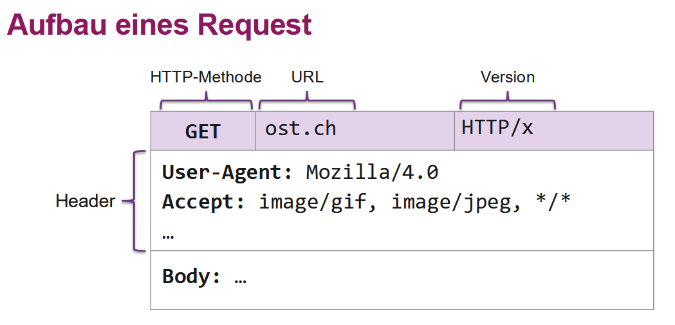 Aufbau eines Request
HTTP-Methode URL Version
GET ost.ch HTTP/x
User-Agent: Mozilla/4.0
Header
Accept: image/gif, image/jpeg, */*
…
Body: …